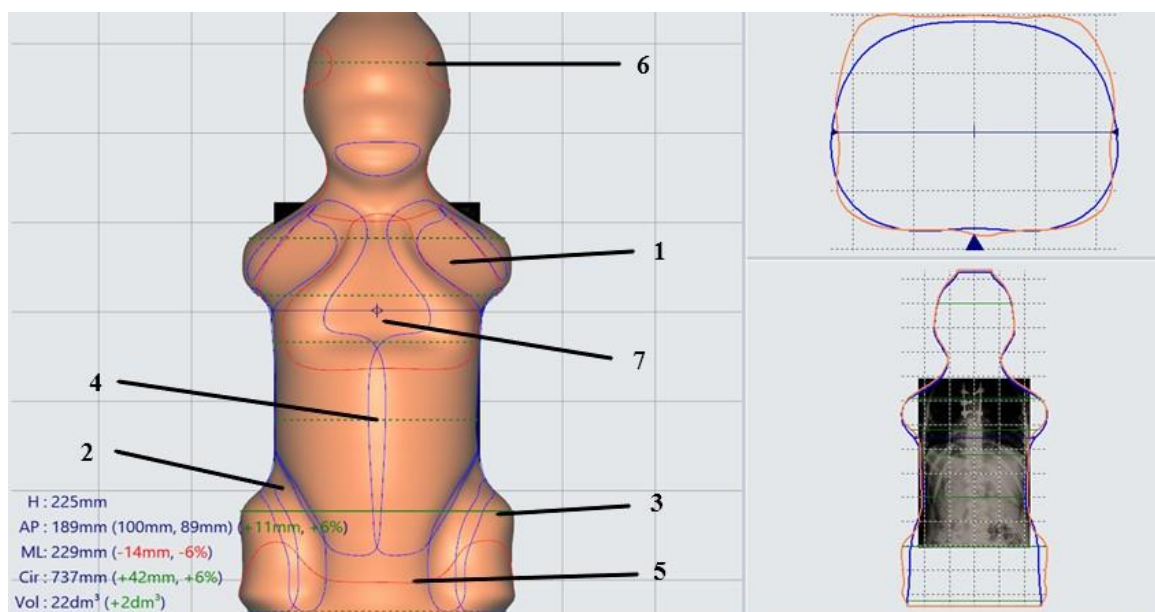 6
1
7
4
2
3
5
H : 225mm
AP : 189mm (100mm, 89mm) (+11mm, +6%)
ML: 229mm (-14mm, -6%)
Cir : 737mm (+42mm, +6%)
Vol : 22dm³ (+2dm³)